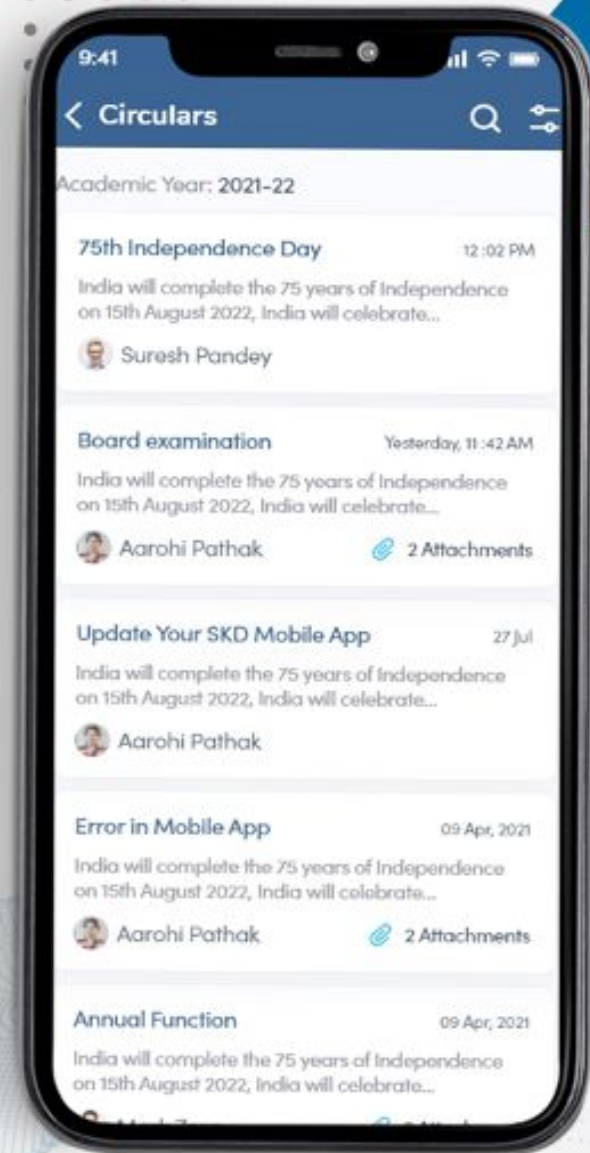 9:41
Circulars
Academic Year: 2021-22
75th Independence Day 12:02 PM
India will complete the 75 years of Independence
on 15th August 2022, India will celebrate...
Suresh Pandey
Board examination Yesterday, 11:42 AM
India will complete the 75 years of Independence
on 15th August 2022, India will celebrate...
Aarohi Pathak 2 Attachments
Update Your SKD Mobile App 27 Jul
India will complete the 75 years of Independence
on 15th August 2022, India will celebrate...
Aarohi Pathak
Error in Mobile App 09 Apr, 2021
India will complete the 75 years of Independence
on 15th August 2022, India will celebrate...
Aarohi Pathak 2 Attachments
Annual Function 09 Apr, 2021
India will complete the 75 years of Independence
on 15th August 2022, India will celebrate...